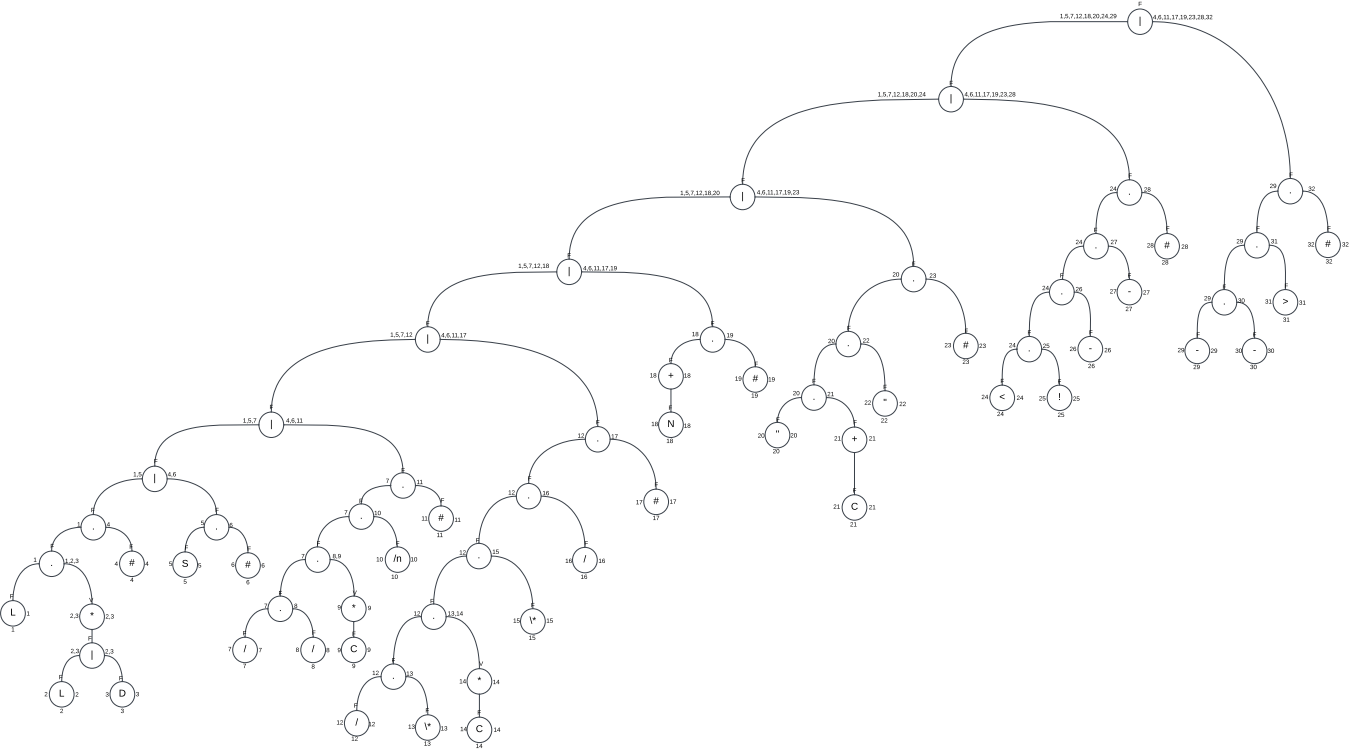 F
1,5,7,12,18,20,24,29 | 4,6,11,17,19,23,28,32
F
1,5,7,12,18,20,24 | 4,6,11,17,19,23,28
F F F
24 . 28 29 . 32
1,5,7,12,18,20 | 4,6,11,17,19,23
F F F F
24 . 27 28 # 28 29 . 31 32 # 32
28 32
F F
1,5,7,12,18 | 4,6,11,17,19 20 . 23
F F F F
24 . 26 27 - 27 29 . 30 31 > 31
27 31
F F F F
1,5,7,12 | 4,6,11,17 18 . 19 20 . 22 23 # 23
23
F F F F
24 . 25 26 - 26 29 - 29 30 - 30
26 29 30
F F F F
18 + 18 19 # 19 20 . 21 22 " 22
19 22
F F
24 < 24 25 ! 25
24 25
F F F F
1,5,7 | 4,6,11 18 N 18 20 " 20 21 + 21
18 20
F
12 . 17
F F
1,5 | 4,6 7 . 11
F F F
12 . 16 17 # 17 21 C 21
17 21
F F F F
1 . 4 5 . 6 7 . 10 11 # 11
11
F F F F F F F F F
1 . 1,2,3 4 # 4 5 S 5 6 # 6 7 . 8,9 10 /n 10 12 . 15 16 / 16
4 5 6 10 16
F V F V F F
1 L 1 2,3 * 2,3 7 . 8 9 * 9 12 . 13,14 15 \* 15
1 15
F F F F
2,3 | 2,3 7 / 7 8 / 8 9 C 9
7 8 9
F F F V
2 L 2 3 D 3 12 . 13 14 * 14
2 3
F F F
12 / 12 13 \* 13 14 C 14
12 13 14